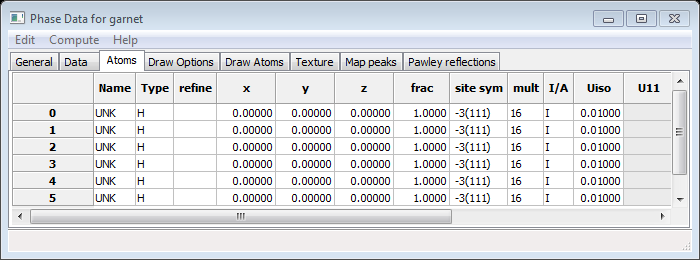 Phase Data for garnet
Edit Compute Help
General Data Atoms Draw Options Draw Atoms Texture Map peaks Pawley reflections
Name Type refine x y z frac site sym mult I/A Uiso U11
0 UNK H 0.00000 0.00000 0.00000 1.0000 -3(111) 16 I 0.01000
1 UNK H 0.00000 0.00000 0.00000 1.0000 -3(111) 16 I 0.01000
2 UNK H 0.00000 0.00000 0.00000 1.0000 -3(111) 16 I 0.01000
3 UNK H 0.00000 0.00000 0.00000 1.0000 -3(111) 16 I 0.01000
4 UNK H 0.00000 0.00000 0.00000 1.0000 -3(111) 16 I 0.01000
5 UNK H 0.00000 0.00000 0.00000 1.0000 -3(111) 16 I 0.01000